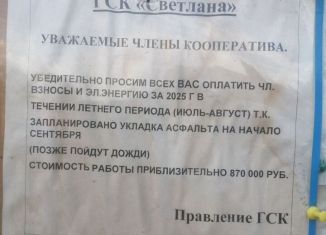 ГСК «Светлана»
УВАЖАЕМЫЕ ЧЛЕНЫ КООПЕРАТИВА.
УБЕДИТЕЛЬНО ПРОСИМ ВСЕХ ВАС ОПЛАТИТЬ ЧЛ.
ВЗНОСЫ И ЭЛ.ЭНЕРГИЮ ЗА 2025 Г В
ТЕЧЕНИИ ЛЕТНЕГО ПЕРИОДА (ИЮЛЬ-АВГУСТ) Т.К.
ЗАПЛАНИРОВАНО УКЛАДКА АСФАЛЬТА НА НАЧАЛО
СЕНТЯБРЯ
(ПОЗЖЕ ПОЙДУТ ДОЖДИ)
СТОИМОСТЬ РАБОТЫ ПРИБЛИЗИТЕЛЬНО 870 000 РУБ.
Правление ГСК